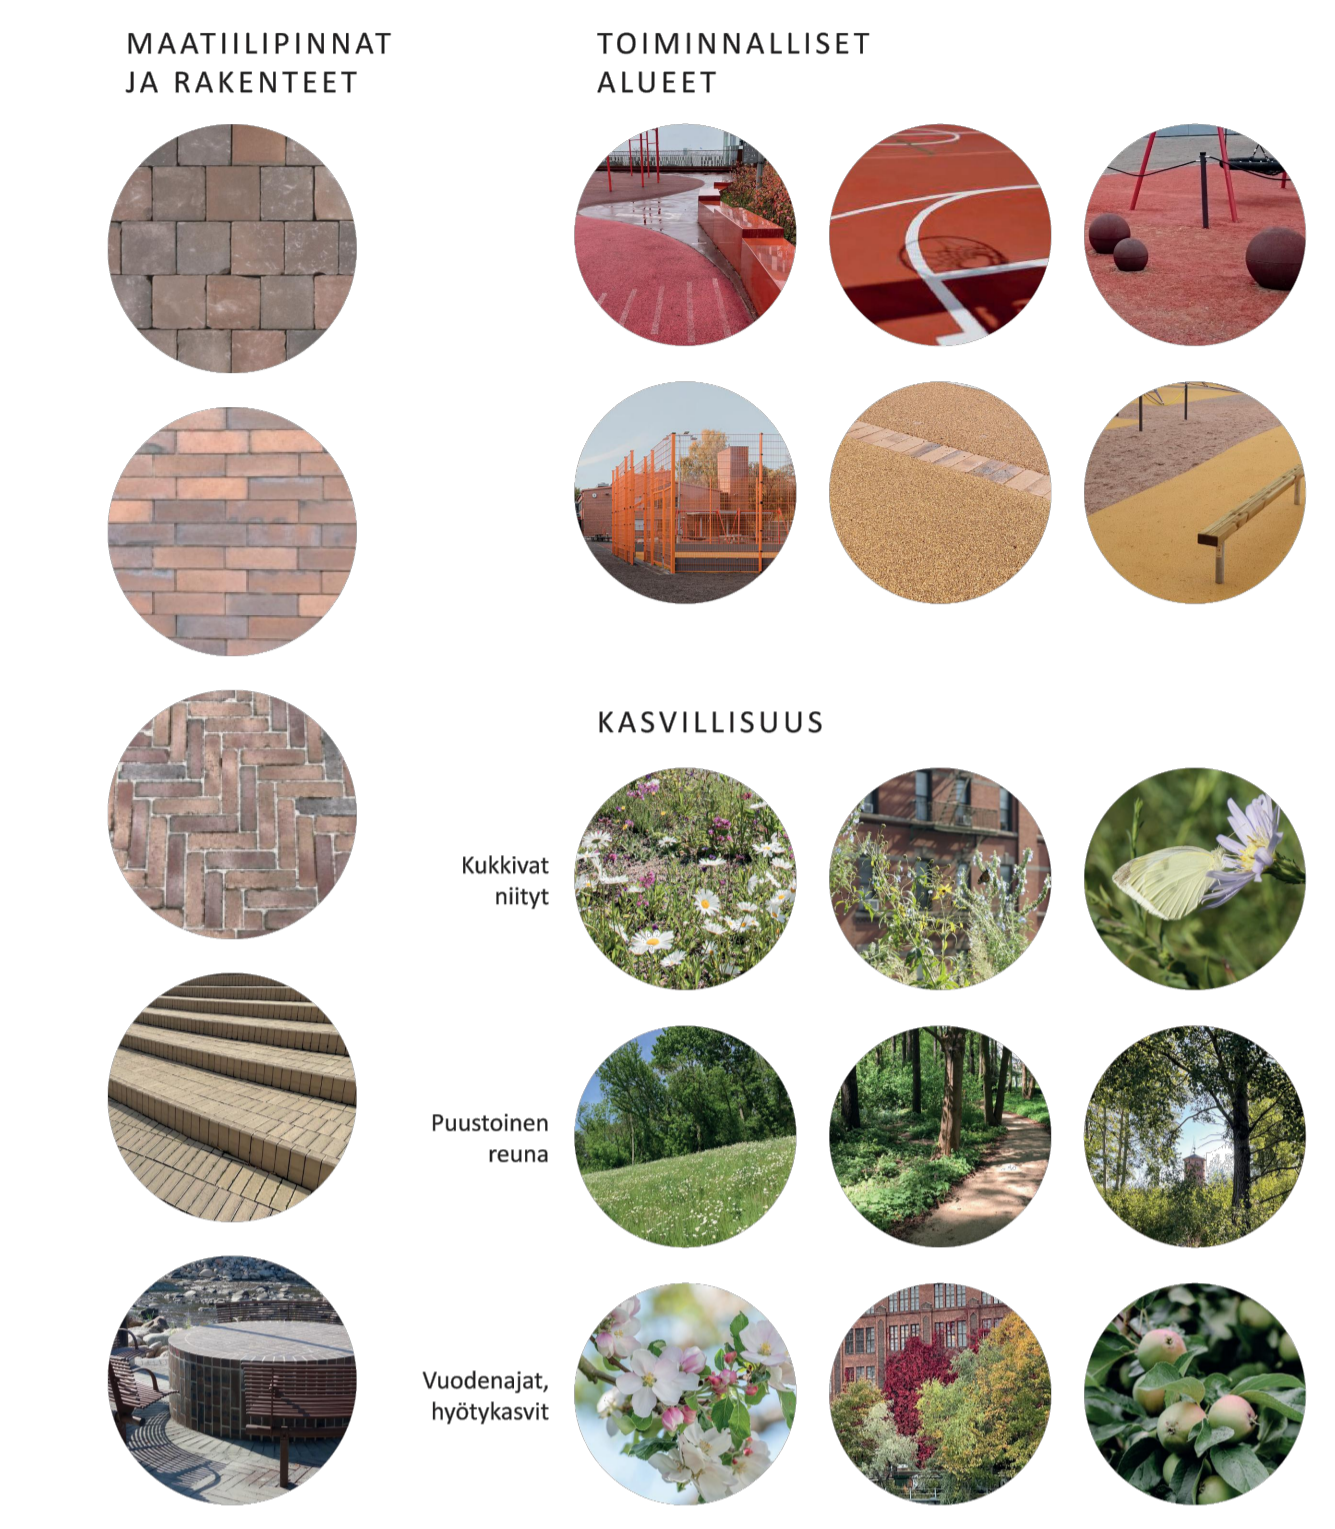 MAATIILIPINNAT
JA RAKENTEET
TOIMINNALLISET
ALUEET
KASVILLISUUS
Kukkivat
niityt
Puustoinen
reuna
Vuodenajat,
hyötykasvit